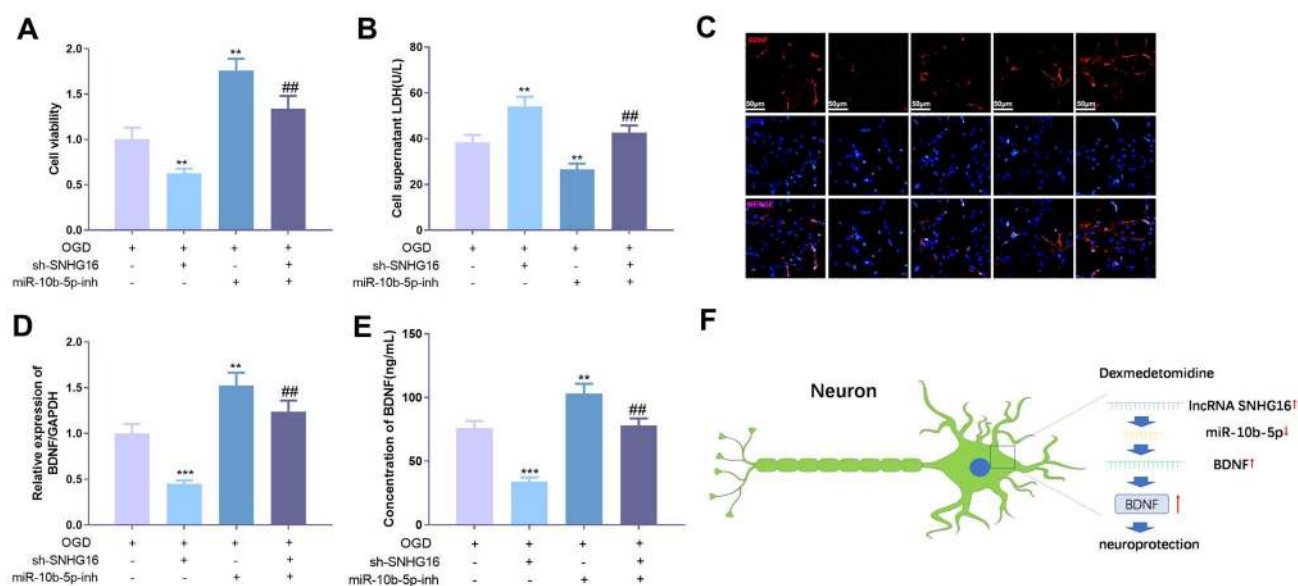 A
Cell viability
2.0
1.5
1.0
0.5
0.0
**
**
##
OGD + + + +
sh-SNHG16 - + - +
miR-10b-5p-inh - - + +
B
Cell supernatant LDH(U/L)
80
60
40
20
0
**
**
##
OGD + + + +
sh-SNHG16 - + - +
miR-10b-5p-inh - - + +
C
BDNF
50μm 50μm 50μm 50μm 50μm
MERGE
D
Relative expression of
BDNF/GAPDH
2.0
1.5
1.0
0.5
0.0
***
**
##
OGD + + + +
sh-SNHG16 - + - +
miR-10b-5p-inh - - + +
E
Concentration of BDNF(ng/mL)
150
100
50
0
***
**
##
OGD + + + +
sh-SNHG16 - + - +
miR-10b-5p-inh - - + +
F
Neuron
Dexmedetomidine
lncRNA SNHG16↑
miR-10b-5p↓
BDNF↑
BDNF ↑
neuroprotection